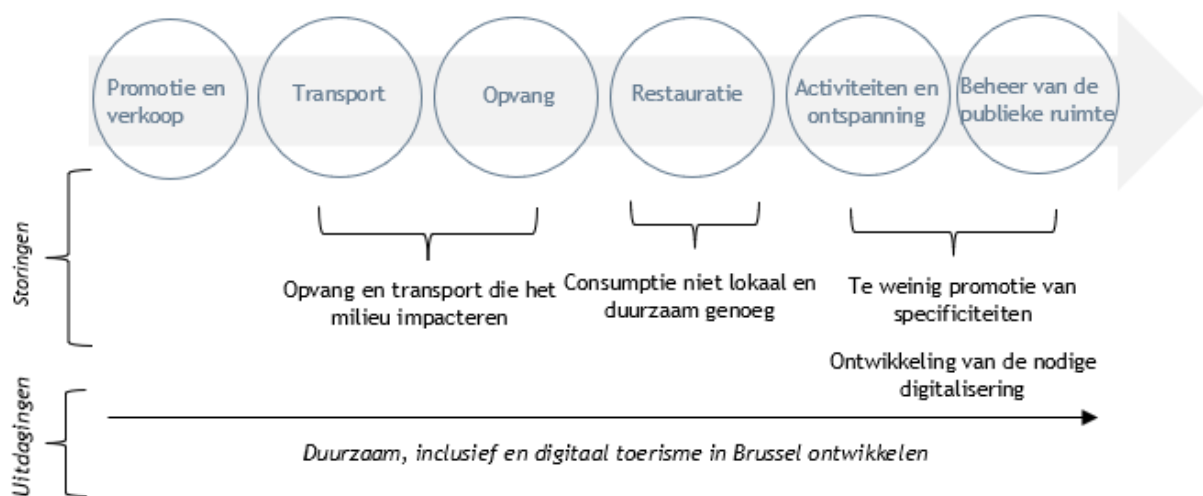 Promotie en
verkoop
Transport
Opvang
Restauratie
Activiteiten en
ontspanning
Beheer van de
publieke ruimte
Storingen
Opvang en transport die het
milieu impacteren
Consumptie niet lokaal en
duurzaam genoeg
Te weinig promotie van
specificiteiten
Ontwikkeling van de nodige
digitalisering
Uitdagingen
Duurzaam, inclusief en digitaal toerisme in Brussel ontwikkelen